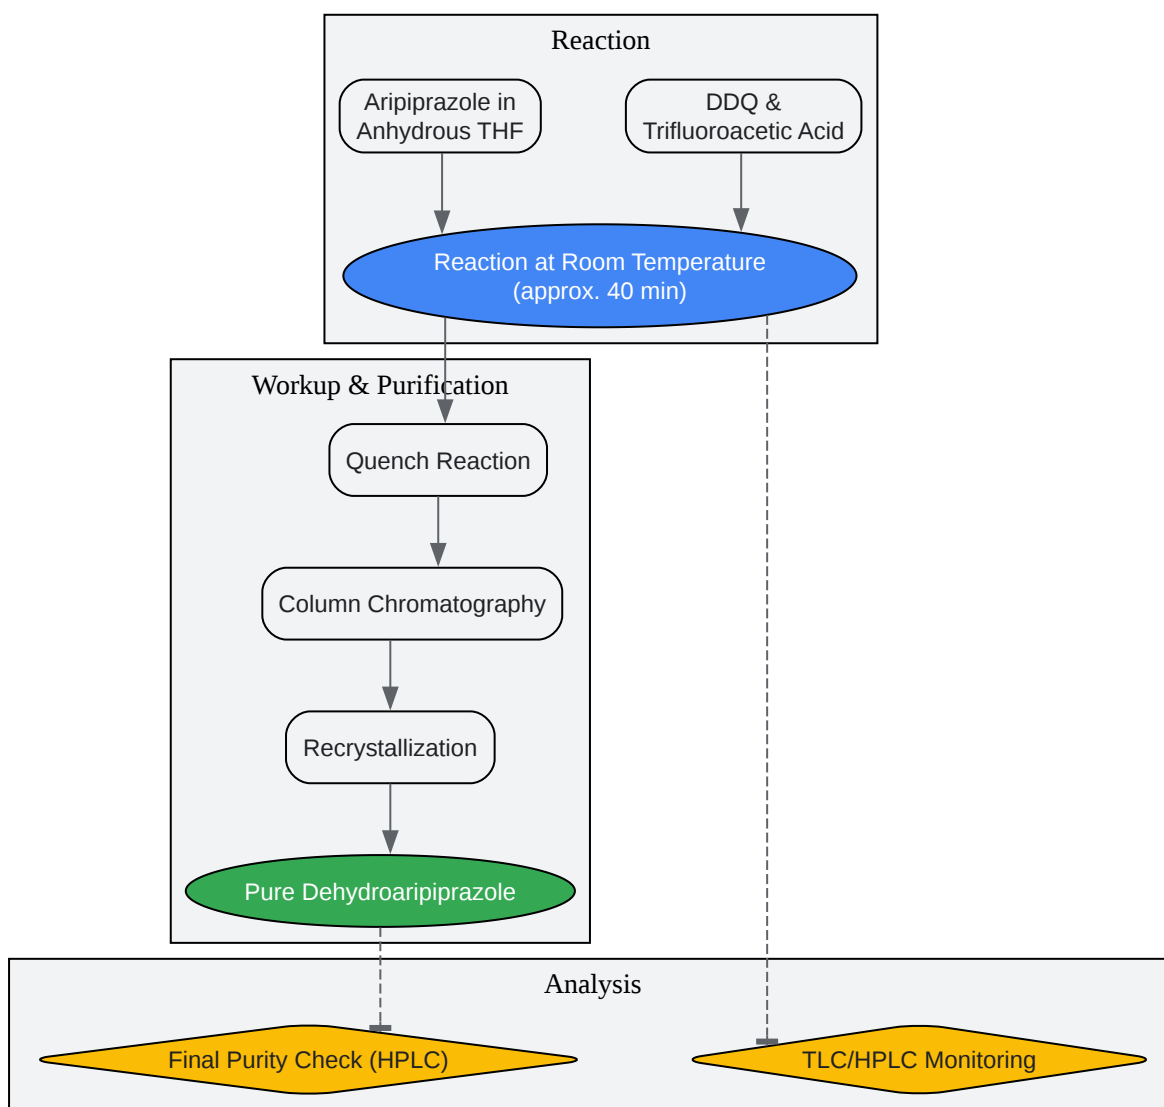 Reaction
Aripiprazole in
Anhydrous THF
DDQ &
Trifluoroacetic Acid
Reaction at Room Temperature
(approx. 40 min)
Workup & Purification
Quench Reaction
Column Chromatography
Recrystallization
Pure Dehydroaripiprazole
Analysis
Final Purity Check (HPLC)
TLC/HPLC Monitoring